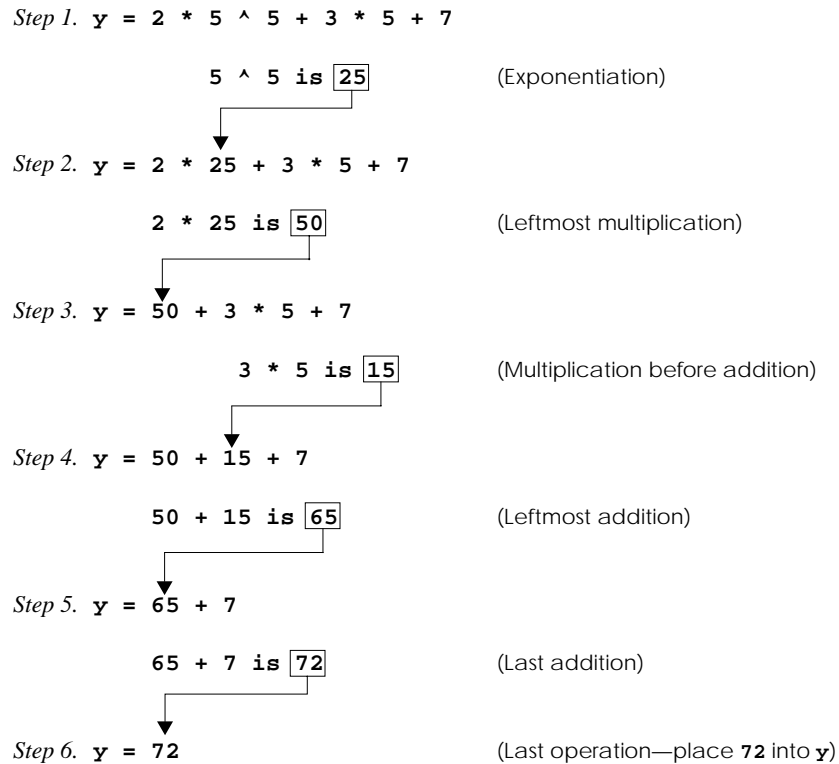 Step 1. y = 2 * 5 ^ 5 + 3 * 5 + 7
5 ^ 5 is 25 (Exponentiation)
Step 2. y = 2 * 25 + 3 * 5 + 7
2 * 25 is 50 (Leftmost multiplication)
Step 3. y = 50 + 3 * 5 + 7
3 * 5 is 15 (Multiplication before addition)
Step 4. y = 50 + 15 + 7
50 + 15 is 65 (Leftmost addition)
Step 5. y = 65 + 7
65 + 7 is 72 (Last addition)
Step 6. y = 72 (Last operation—place 72 into y)